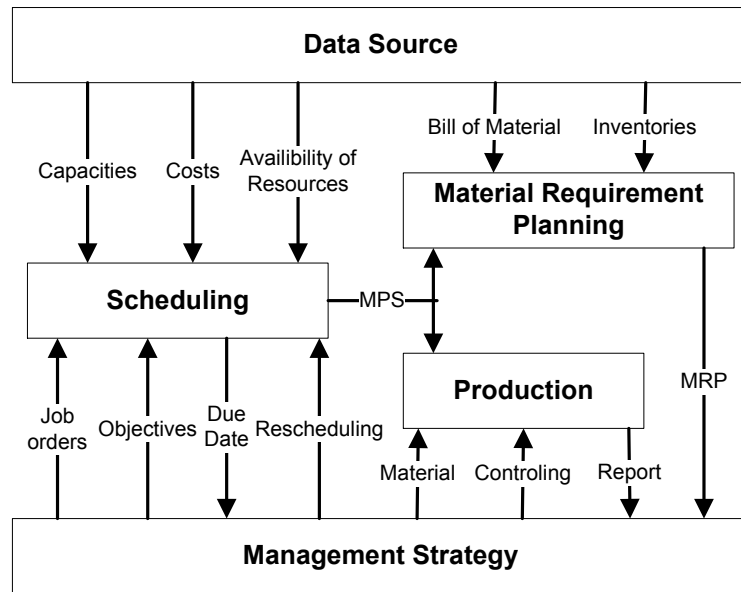 Data Source
Bill of Material
Inventories
Availibility of
Resources
Capacities
Costs
Material Requirement
Planning
Scheduling
MPS
Production
MRP
Job
orders
Objectives
Due
Date
Rescheduling
Material
Controling
Report
Management Strategy